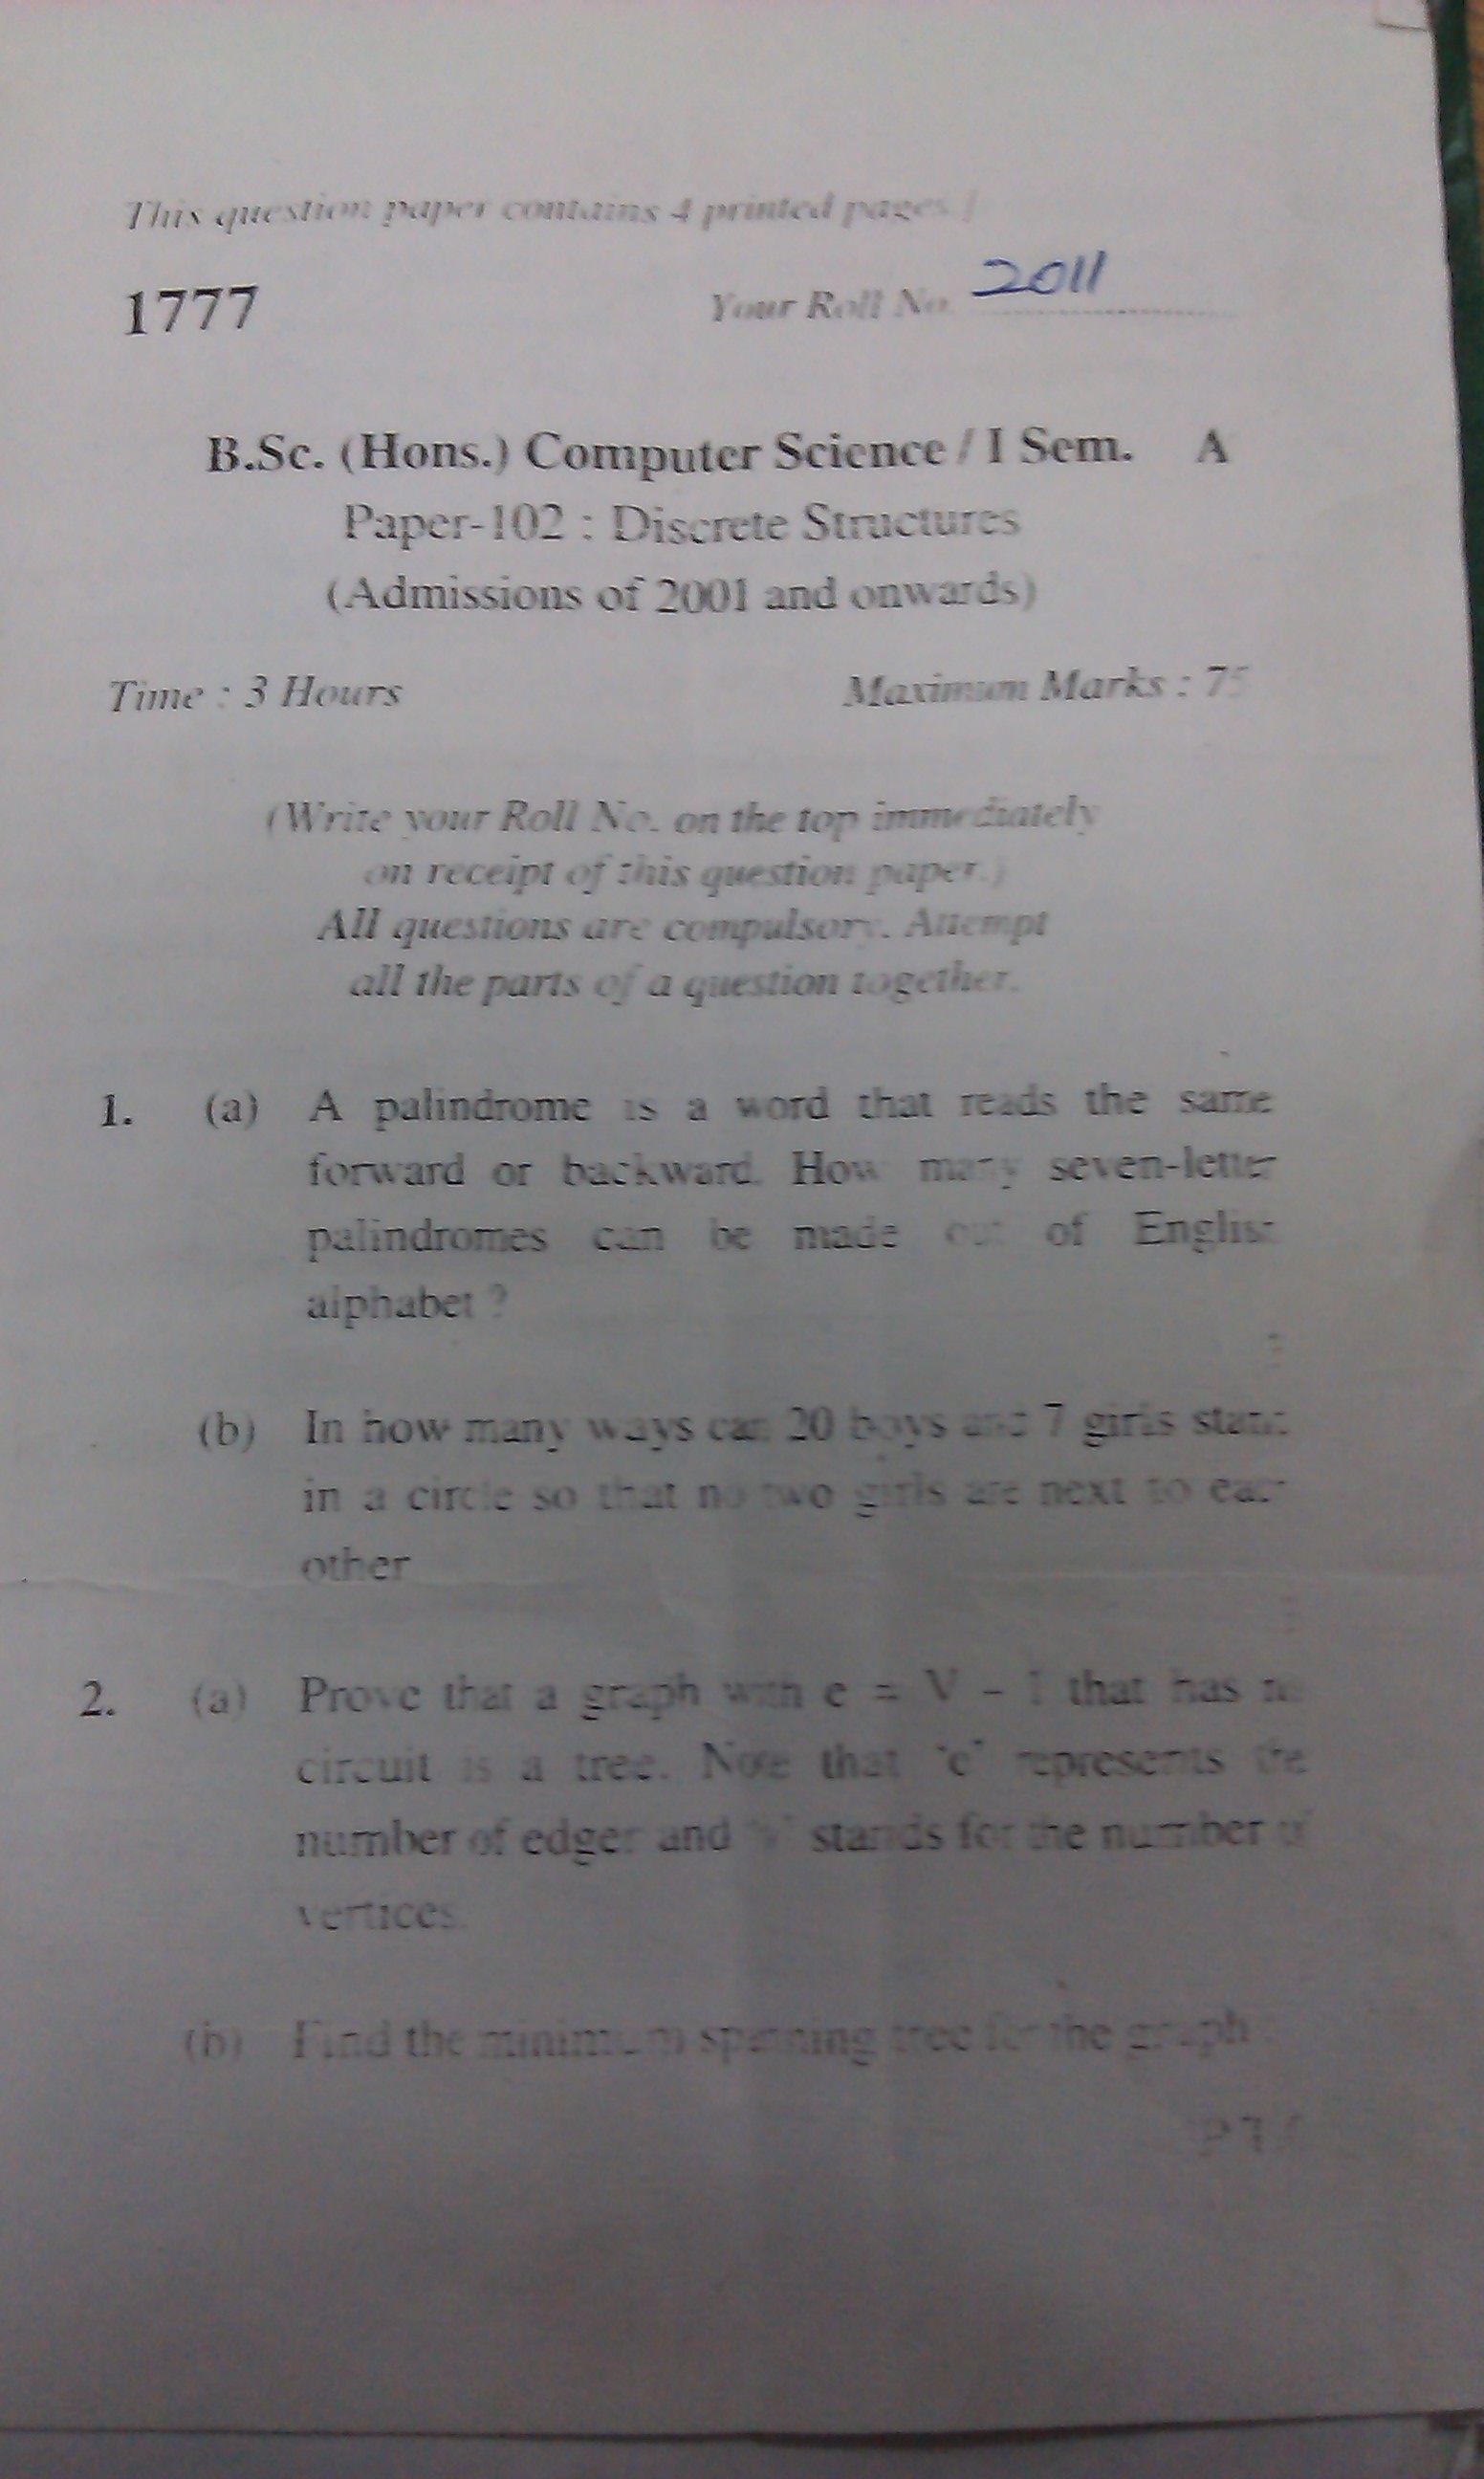 This question paper contains 4 printed pages ]
1777 Your Roll No. 2011
B.Sc. (Hons.) Computer Science / I Sem. A
Paper-102 : Discrete Structures
(Admissions of 2001 and onwards)
Time : 3 Hours Maximum Marks : 75
(Write your Roll No. on the top immediately
on receipt of this question paper.)
All questions are compulsory. Attempt
all the parts of a question together.
1. (a) A palindrome is a word that reads the same
forward or backward. How many seven-letter
palindromes can be made out of English
alphabet ?
(b) In how many ways can 20 boys and 7 girls stand
in a circle so that no two girls are next to each
other
2. (a) Prove that a graph with e = V – 1 that has no
circuit is a tree. Note that 'e' represents the
number of edger and stands for the number of
vertices.
(b) Find the minimum spanning tree for the graph :